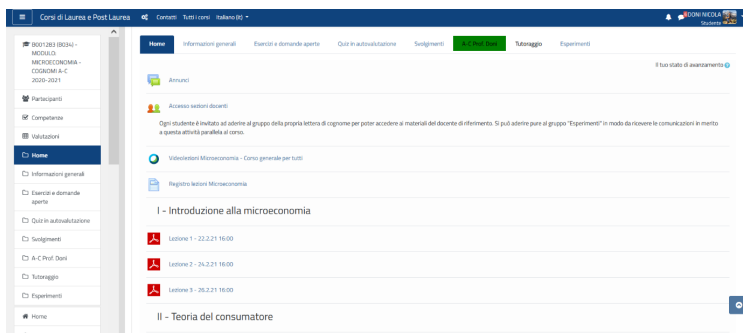 Corsi di Laurea e Post Laurea Contatti Tutti i corsi Italiano (it)
DONI NICOLA
Studente
B001283 (B034) -
MODULO:
MICROECONOMIA -
COGNOMI A-C
2020-2021
Partecipanti
Competenze
Valutazioni
Home
Informazioni generali
Esercizi e domande
aperte
Quiz in autovalutazione
Svolgimenti
A-C Prof. Doni
Tutoraggio
Esperimenti
Home
Home Informazioni generali Esercizi e domande aperte Quiz in autovalutazione Svolgimenti A-C Prof. Doni Tutoraggio Esperimenti
Il tuo stato di avanzamento
Annunci
Accesso sezioni docenti
Ogni studente è invitato ad aderire al gruppo della propria lettera di cognome per poter accedere ai materiali del docente di riferimento. Si può aderire pure al gruppo "Esperimenti" in modo da ricevere le comunicazioni in merito
a questa attività parallela al corso.
Videolezioni Microeconomia - Corso generale per tutti
Registro lezioni Microeconomia
I - Introduzione alla microeconomia
Lezione 1 - 22.2.21 16:00
Lezione 2 - 24.2.21 16:00
Lezione 3 - 26.2.21 16:00
II - Teoria del consumatore